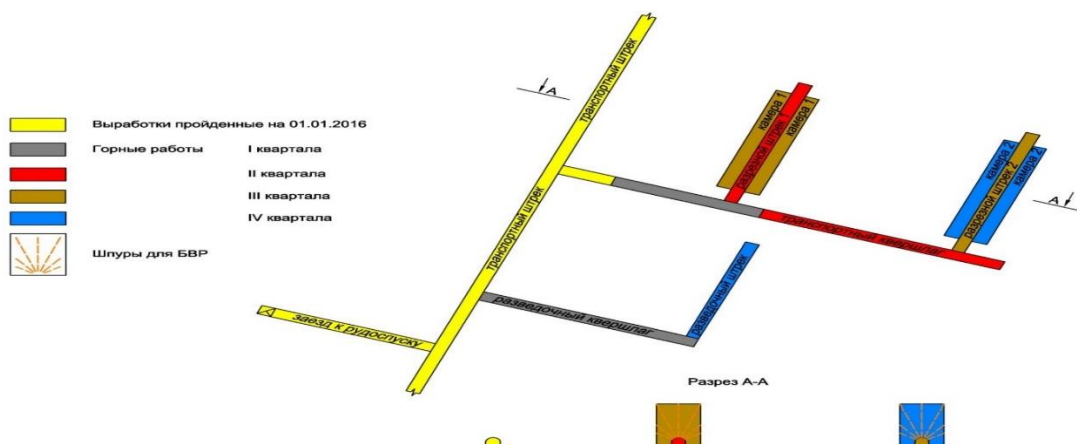 Выработки пройденные на 01.01.2016
Горные работы I квартала
II квартала
III квартала
IV квартала
Шпуры для БВР
транспортный штрек
А
камера 1
разрезной штрек 1
камера 1
камера 2
разрезной штрек 2
камера 2
А
транспортный штрек
транспортный квершлаг
разведочный штрек
разведочный квершлаг
заезд к рудоспуску
Разрез А-А